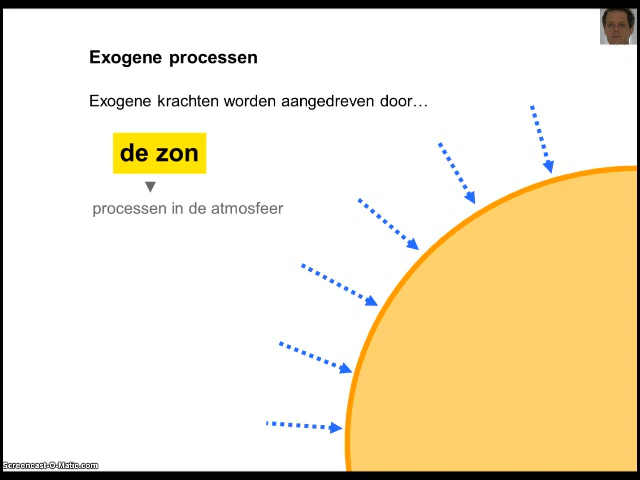 Exogene processen
Exogene krachten worden aangedreven door…
de zon
processen in de atmosfeer
Screencast-O-Matic.com